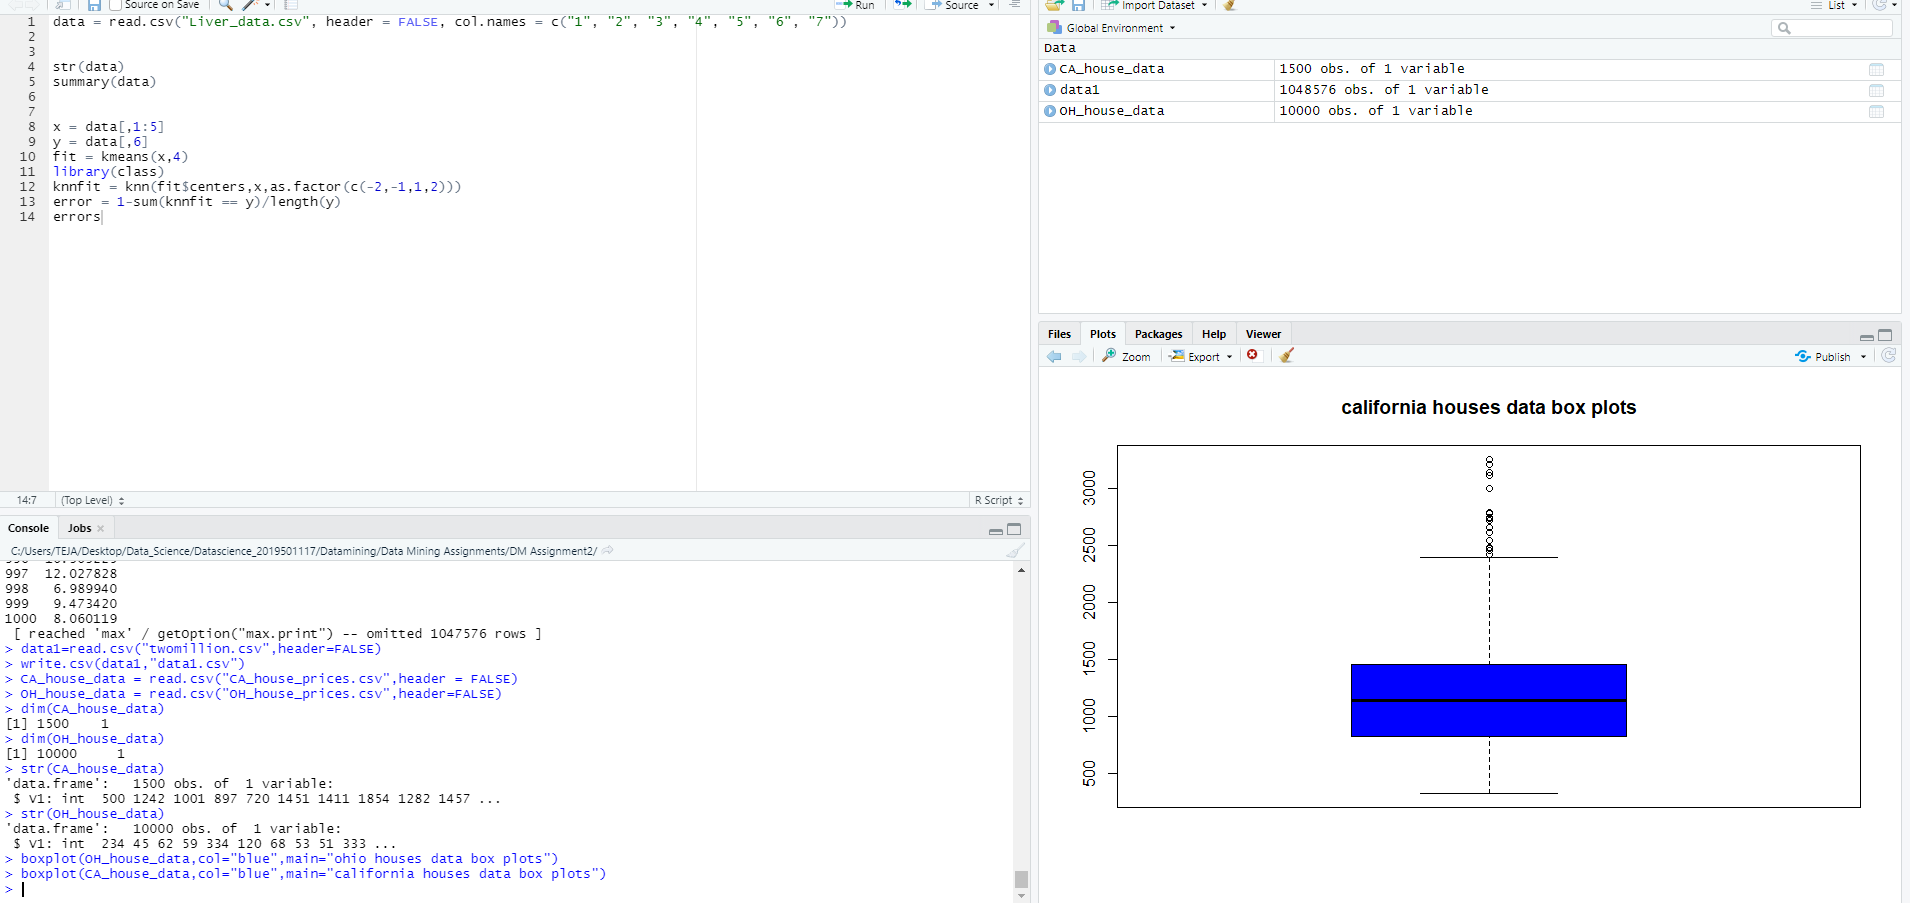 Source on Save
Run
Source
1 data = read.csv("Liver_data.csv", header = FALSE, col.names = c("1", "2", "3", "4", "5", "6", "7"))
2
3
4 str(data)
5 summary(data)
6
7
8 x = data[,1:5]
9 y = data[,6]
10 fit = kmeans(x,4)
11 library(class)
12 knnfit = knn(fit$centers,x,as.factor(c(-2,-1,1,2)))
13 error = 1-sum(knnfit == y)/length(y)
14 errors
14:7 (Top Level) R Script
Console Jobs
C:/Users/TEJA/Desktop/Data_Science/Datascience_2019501117/Datamining/Data Mining Assignments/DM Assignment2/
997 12.027828
998 6.989940
999 9.473420
1000 8.060119
[ reached 'max' / getOption("max.print") -- omitted 1047576 rows ]
> data1=read.csv("twomillion.csv",header=FALSE)
> write.csv(data1,"data1.csv")
> CA_house_data = read.csv("CA_house_prices.csv",header = FALSE)
> OH_house_data = read.csv("OH_house_prices.csv",header=FALSE)
> dim(CA_house_data)
[1] 1500 1
> dim(OH_house_data)
[1] 10000 1
> str(CA_house_data)
'data.frame': 1500 obs. of 1 variable:
$ V1: int 500 1242 1001 897 720 1451 1411 1854 1282 1457 ...
> str(OH_house_data)
'data.frame': 10000 obs. of 1 variable:
$ V1: int 234 45 62 59 334 120 68 53 51 333 ...
> boxplot(OH_house_data,col="blue",main="ohio houses data box plots")
> boxplot(CA_house_data,col="blue",main="california houses data box plots")
>
Import Dataset List
Global Environment
Data
CA_house_data 1500 obs. of 1 variable
data1 1048576 obs. of 1 variable
OH_house_data 10000 obs. of 1 variable
Files Plots Packages Help Viewer
Zoom Export Publish
california houses data box plots
3000
2500
2000
1500
1000
500